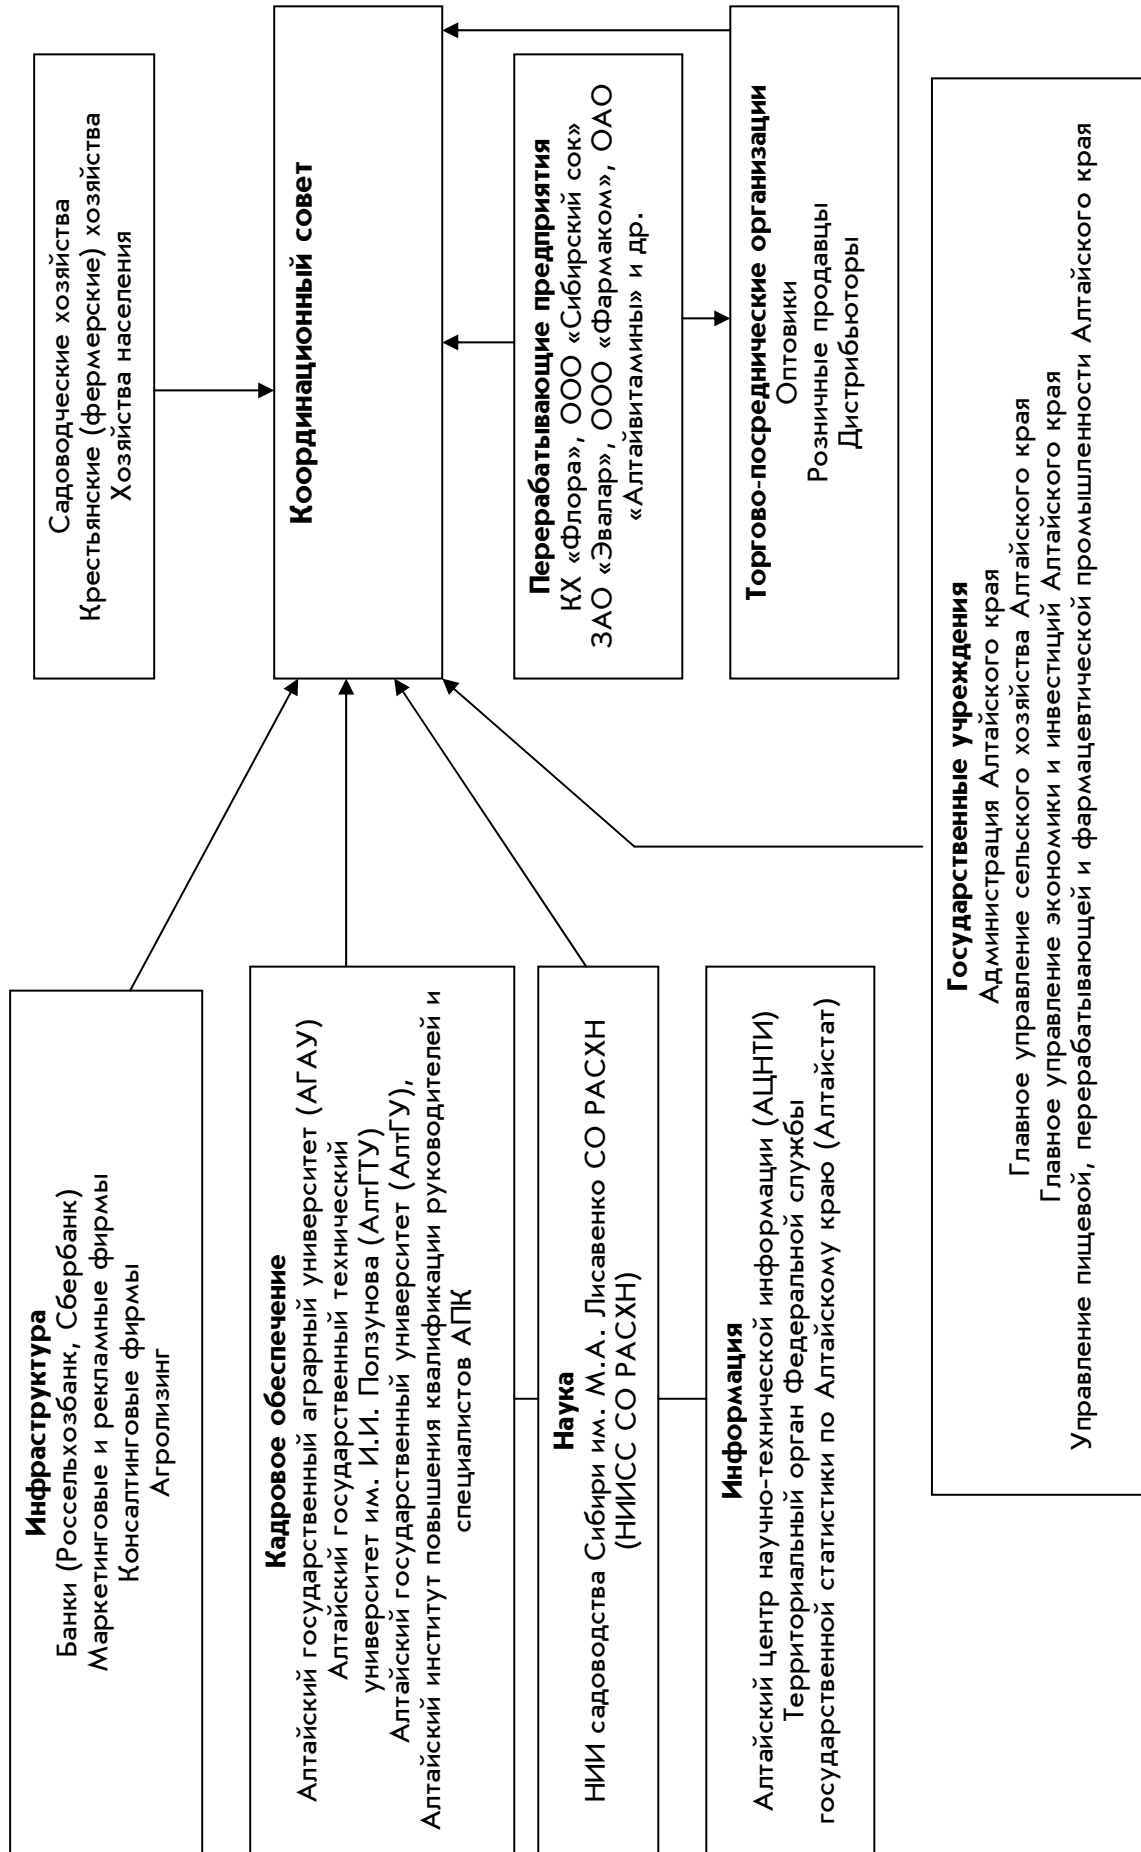 Инфраструктура
Банки (Россельхозбанк, Сбербанк)
Маркетинговые и рекламные фирмы
Консалтинговые фирмы
Агролизинг
Кадровое обеспечение
Алтайский государственный аграрный университет (АГАУ)
Алтайский государственный технический
университет им. И.И. Ползунова (АлтГТУ)
Алтайский государственный университет (АлтГУ),
Алтайский институт повышения квалификации руководителей и
специалистов АПК
Наука
НИИ садоводства Сибири им. М.А. Лисавенко СО РАСХН
(НИИСС СО РАСХН)
Информация
Алтайский центр научно-технической информации (АЦНТИ)
Территориальный орган федеральной службы
государственной статистики по Алтайскому краю (Алтайстат)
Садоводческие хозяйства
Крестьянские (фермерские) хозяйства
Хозяйства населения
Координационный совет
Перерабатывающие предприятия
КХ «Флора», ООО «Сибирский сок»
ЗАО «Эвалар», ООО «Фармаком», ОАО
«Алтайвитамины» и др.
Торгово-посреднические организации
Оптовики
Розничные продавцы
Дистрибьюторы
Государственные учреждения
Администрация Алтайского края
Главное управление сельского хозяйства Алтайского края
Главное управление экономики и инвестиций Алтайского края
Управление пищевой, перерабатывающей и фармацевтической промышленности Алтайского края